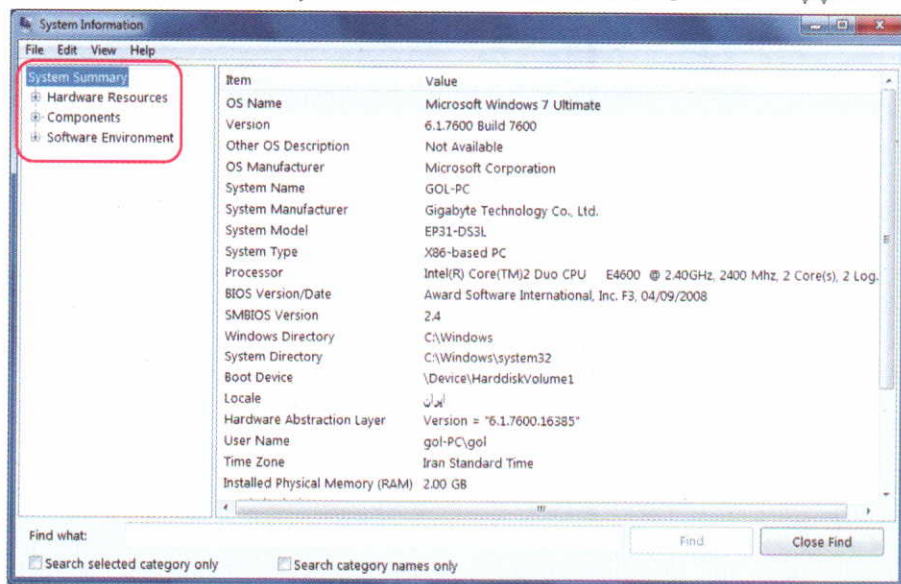 System Information
File Edit View Help
System Summary
Hardware Resources
Components
Software Environment
Item Value
OS Name Microsoft Windows 7 Ultimate
Version 6.1.7600 Build 7600
Other OS Description Not Available
OS Manufacturer Microsoft Corporation
System Name GOL-PC
System Manufacturer Gigabyte Technology Co., Ltd.
System Model EP31-DS3L
System Type X86-based PC
Processor Intel(R) Core(TM)2 Duo CPU E4600 @ 2.40GHz, 2400 Mhz, 2 Core(s), 2 Log.
BIOS Version/Date Award Software International, Inc. F3, 04/09/2008
SMBIOS Version 2.4
Windows Directory C:\Windows
System Directory C:\Windows\system32
Boot Device \Device\HarddiskVolume1
Locale ایران
Hardware Abstraction Layer Version = "6.1.7600.16385"
User Name gol-PC\gol
Time Zone Iran Standard Time
Installed Physical Memory (RAM) 2.00 GB
Find what:
Find Close Find
Search selected category only Search category names only